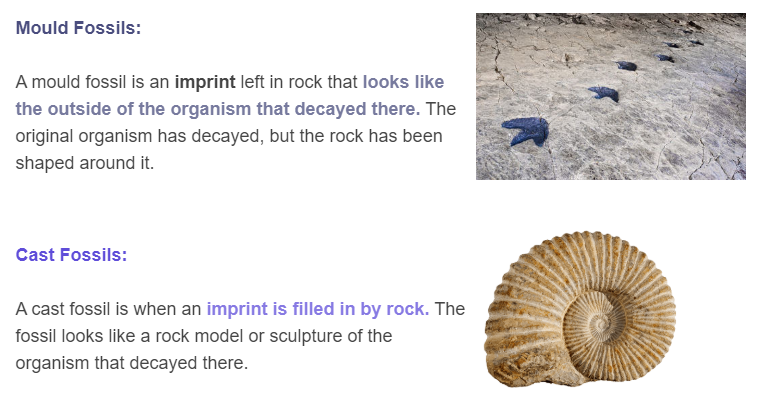 Mould Fossils:
A mould fossil is an imprint left in rock that looks like
the outside of the organism that decayed there. The
original organism has decayed, but the rock has been
shaped around it.
Cast Fossils:
A cast fossil is when an imprint is filled in by rock. The
fossil looks like a rock model or sculpture of the
organism that decayed there.